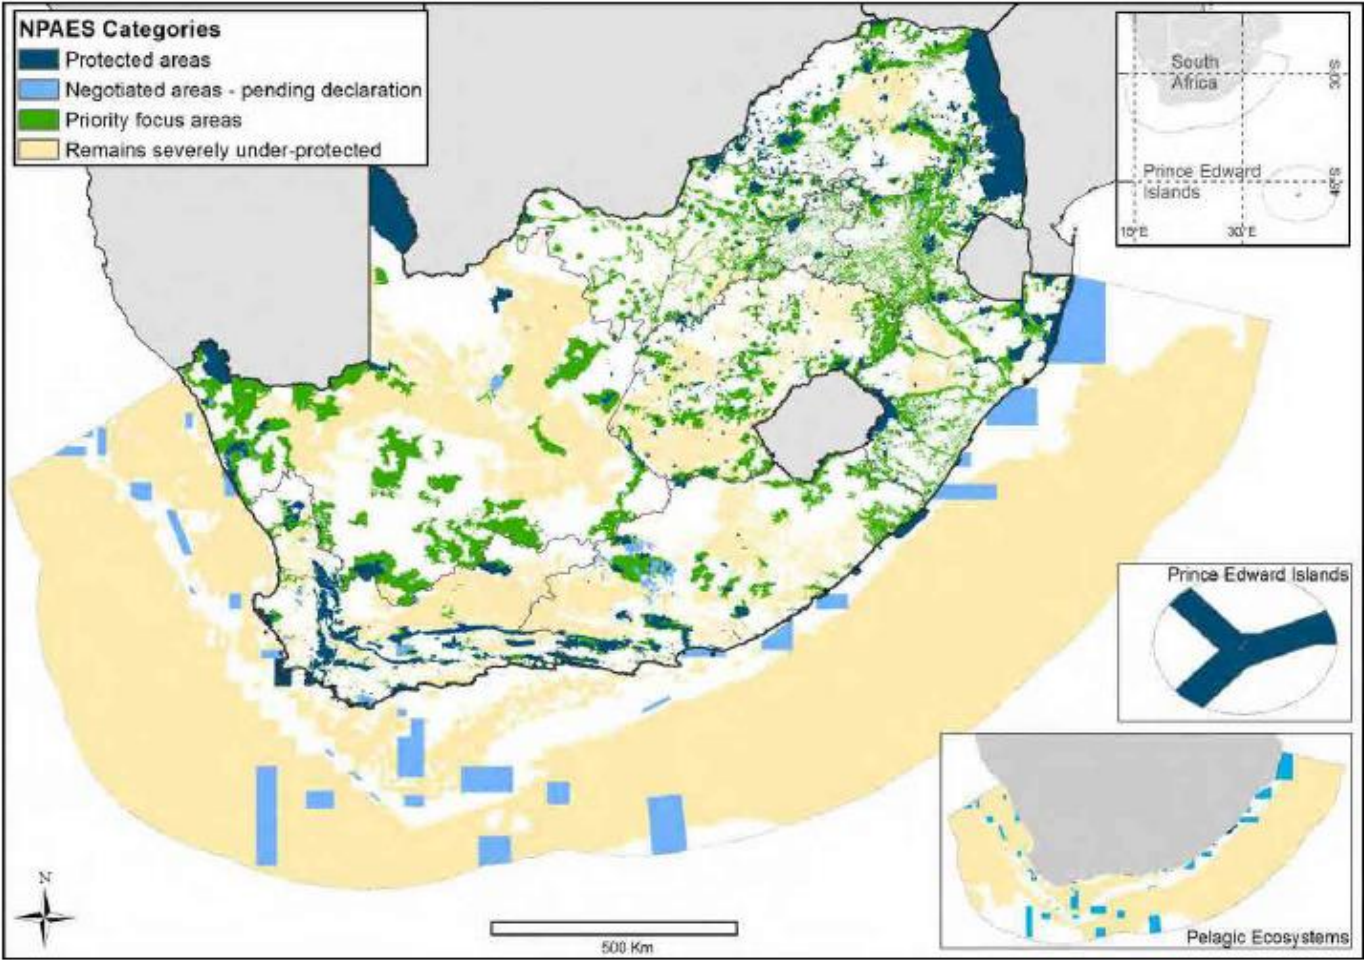 NPAES Categories
Protected areas
Negotiated areas - pending declaration
Priority focus areas
Remains severely under-protected
South
Africa
30°S
Prince Edward
Islands
45°S
15°E
30°E
Prince Edward Islands
Pelagic Ecosystems
N
500 Km